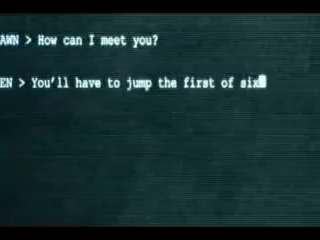 AWN > How can I meet you?
EN > You'll have to jump the first of six